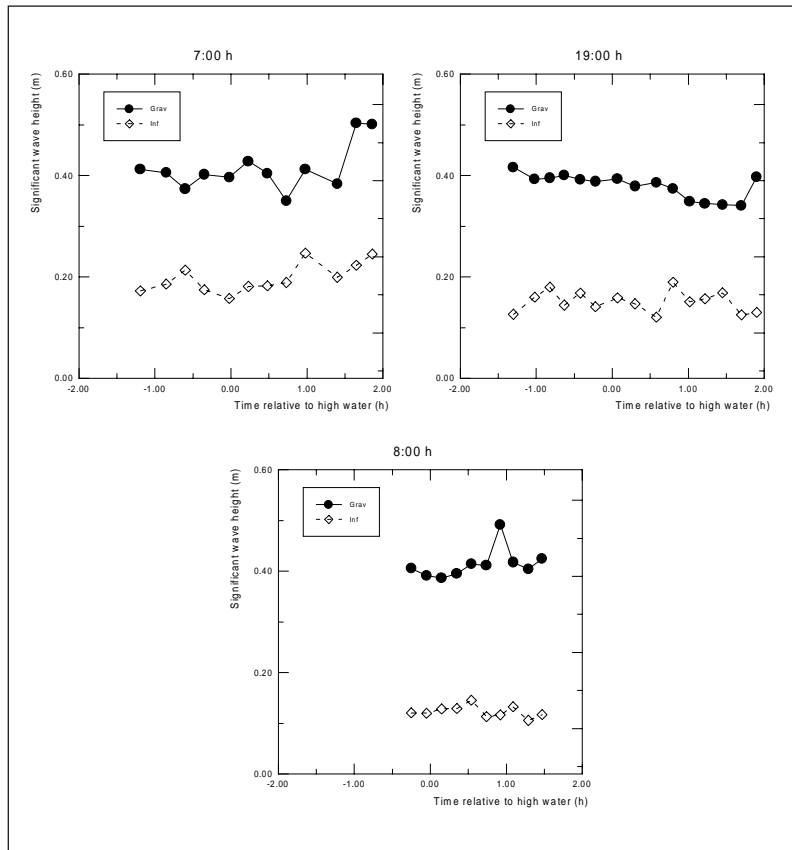 7:00 h
Significant wave height (m)
0.60
0.40
0.20
0.00
Grav
Inf
-2.00 -1.00 0.00 1.00 2.00
Time relative to high water (h)
19:00 h
Significant wave height (m)
0.60
0.40
0.20
0.00
Grav
Inf
-2.00 -1.00 0.00 1.00 2.00
Time relative to high water (h)
8:00 h
Significant wave height (m)
0.60
0.40
0.20
0.00
Grav
Inf
-2.00 -1.00 0.00 1.00 2.00
Time relative to high water (h)